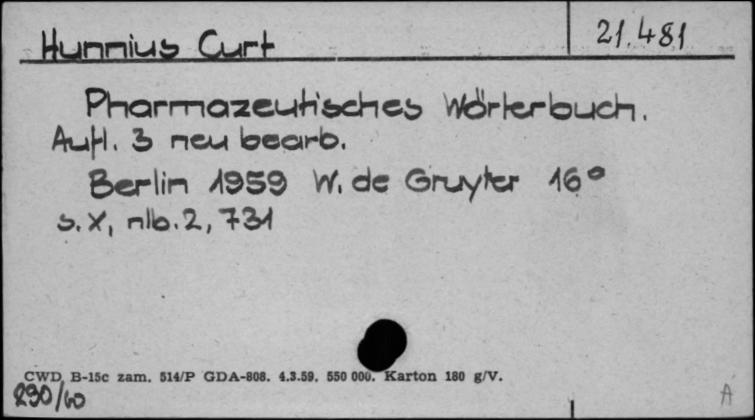 Hunnius Curt
21.481
Pharmazeutisches Wörterbuch.
Aufl. 3 neu bearb.
Berlin 1959 W. de Gruyter 16°
s. X, nlb. 2, 731
CWD B-15c zam. 514/P GDA-808. 4.3.59. 550 000. Karton 180 g/V.
290/60
A